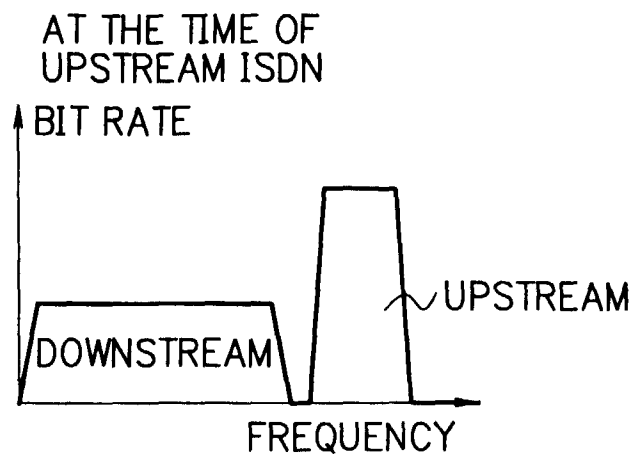 AT THE TIME OF
UPSTREAM ISDN
BIT RATE
UPSTREAM
DOWNSTREAM
FREQUENCY